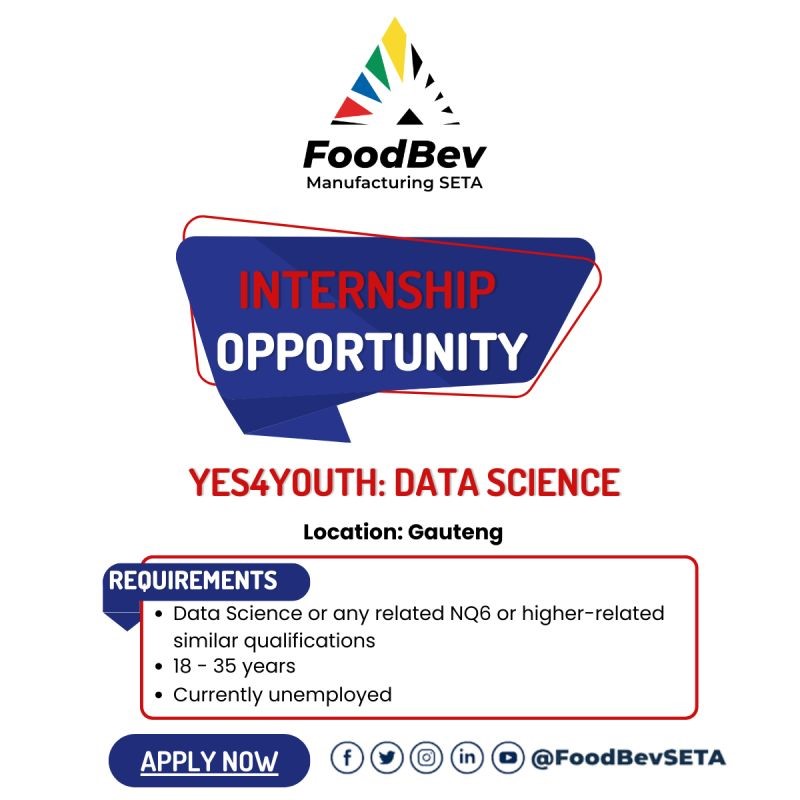 FoodBev
Manufacturing SETA
INTERNSHIP
OPPORTUNITY
YES4YOUTH: DATA SCIENCE
Location: Gauteng
REQUIREMENTS
• Data Science or any related NQ6 or higher-related
similar qualifications
• 18 - 35 years
• Currently unemployed
APPLY NOW
@FoodBevSETA